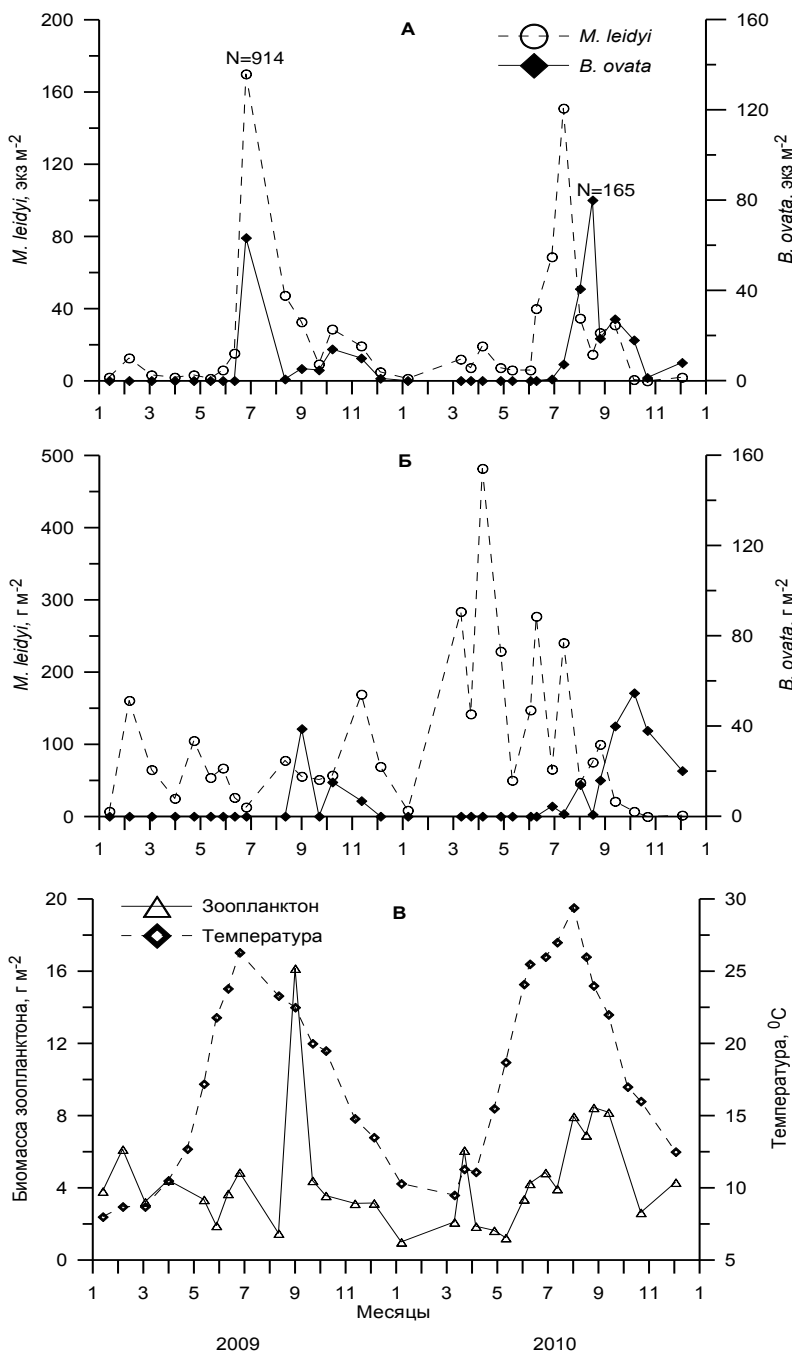 А
M. leidyi
B. ovata
N=914
N=165
M. leidyi, экз м-2
B. ovata, экз м-2
200
160
120
80
40
0
160
120
80
40
0
1 3 5 7 9 11 1 3 5 7 9 11 1
Б
M. leidyi, г м-2
B. ovata, г м-2
500
400
300
200
100
0
160
120
80
40
0
1 3 5 7 9 11 1 3 5 7 9 11 1
В
Зоопланктон
Температура
Биомасса зоопланктона, г м-2
Температура, 0С
20
16
12
8
4
0
30
25
20
15
10
5
1 3 5 7 9 11 1 3 5 7 9 11 1
Месяцы
2009 2010